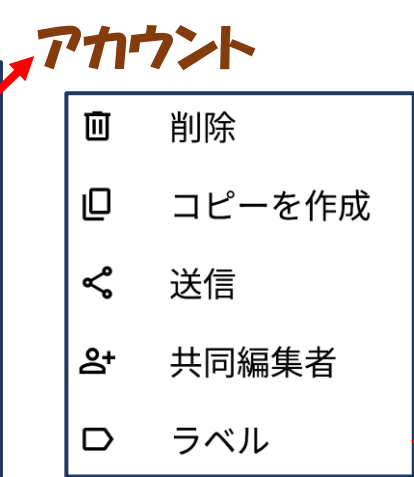 アカウント
削除
コピーを作成
送信
共同編集者
ラベル